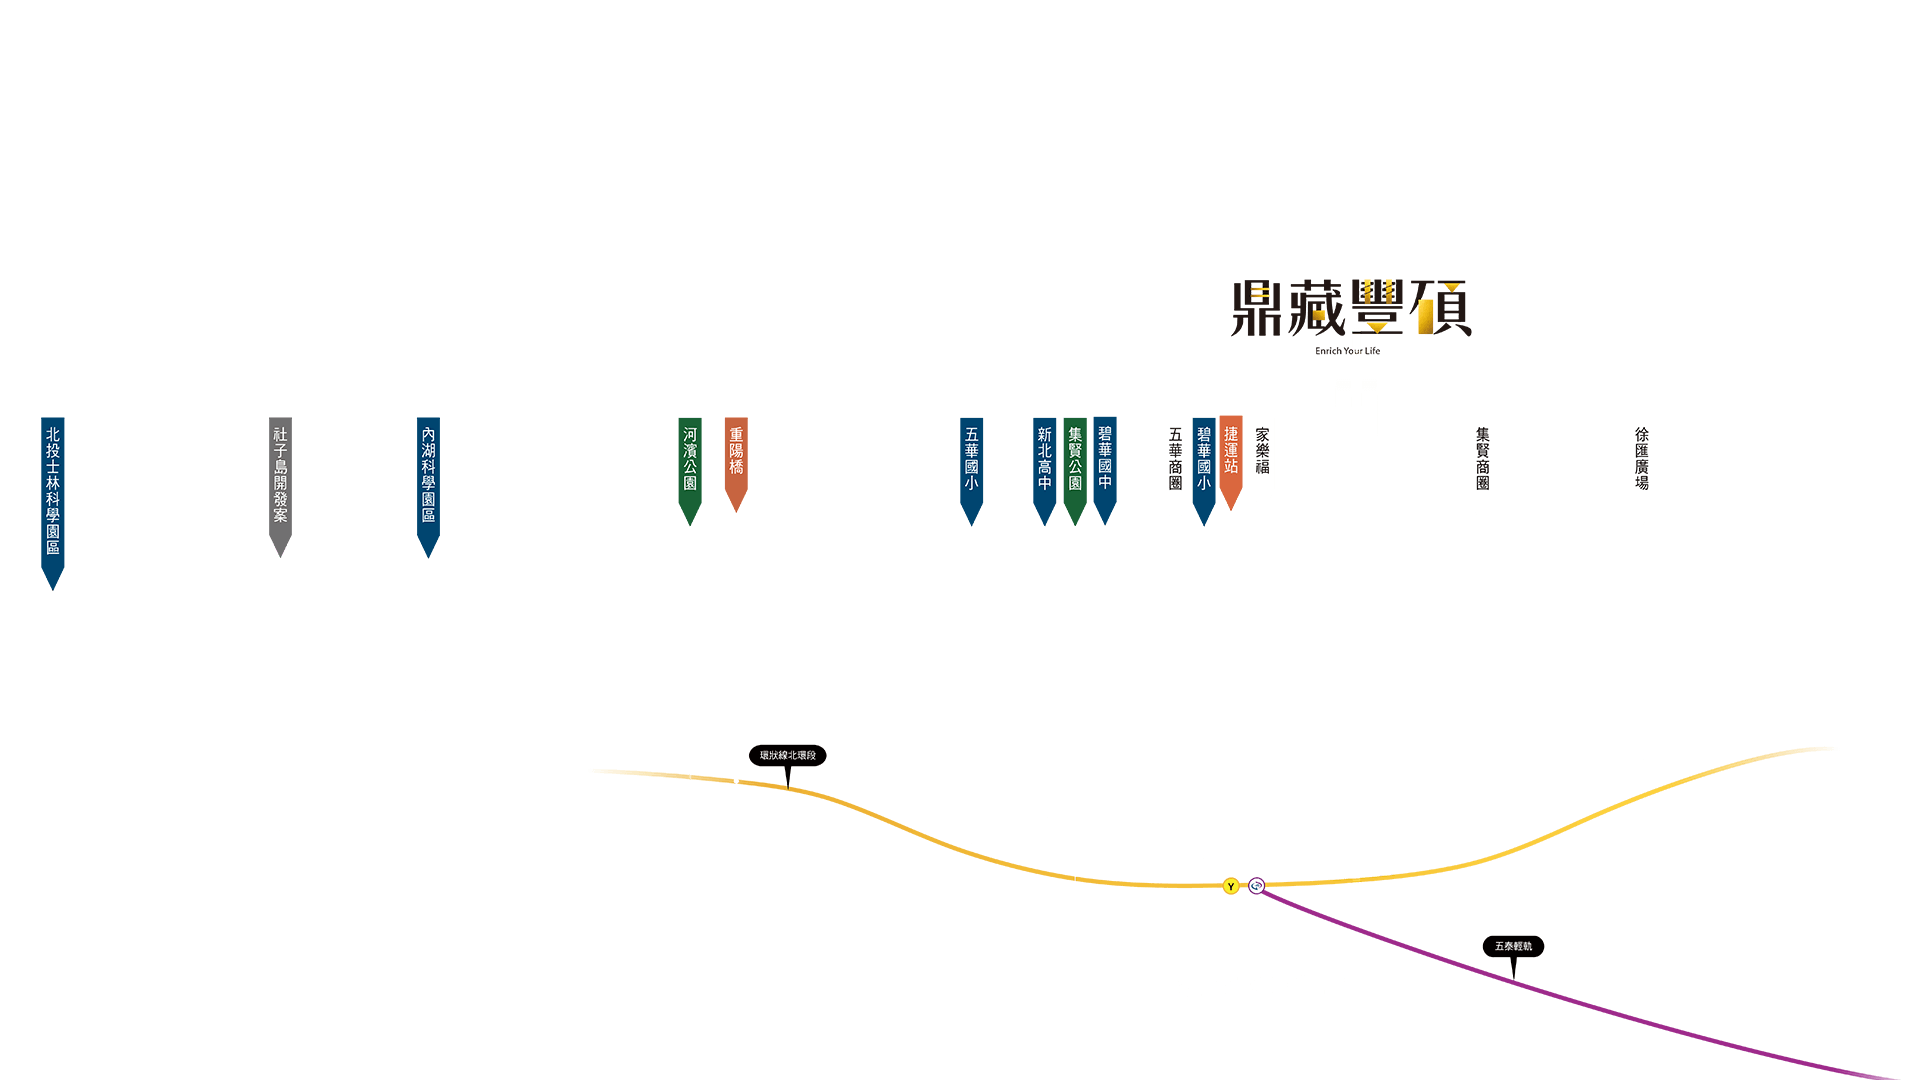 鼎藏豐碩
Enrich Your Life
北投士林科學園區
社子島開發案
內湖科學園區
河濱公園
重陽橋
五華國小
新北高中
集賢公園
碧華國中
五華商圈
碧華國小
捷運站
家樂福
集賢商圈
徐匯廣場
環狀線北環段
Y
五泰輕軌